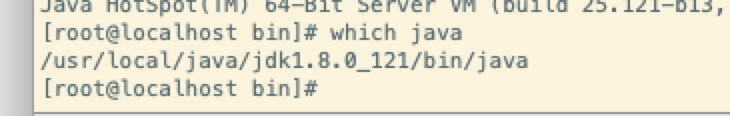 Java HotSpot(TM) 64-Bit Server VM (build 25.121-b13,
[root@localhost bin]# which java
/usr/local/java/jdk1.8.0_121/bin/java
[root@localhost bin]#